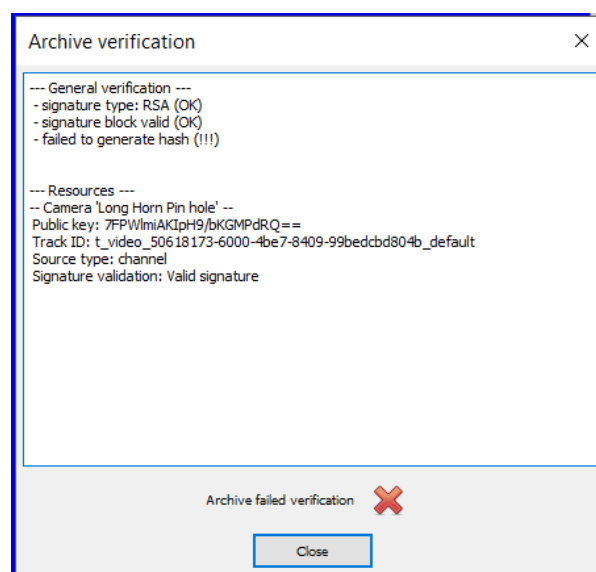 Archive verification
--- General verification ---
- signature type: RSA (OK)
- signature block valid (OK)
- failed to generate hash (!!!)
--- Resources ---
-- Camera 'Long Horn Pin hole' --
Public key: 7FPWlmiAKIpH9/bKGMPdRQ==
Track ID: t_video_50618173-6000-4be7-8409-99bedcbd804b_default
Source type: channel
Signature validation: Valid signature
Archive failed verification
Close